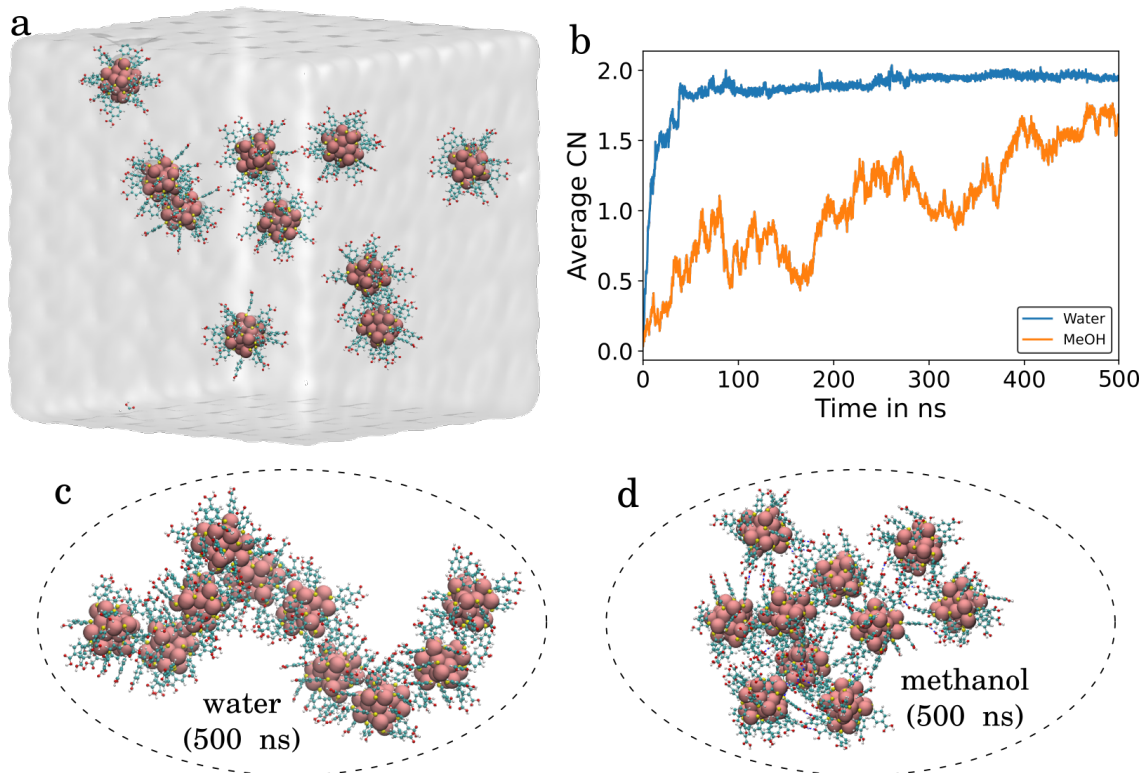 a
b
2.0
1.5
1.0
0.5
0.0
Average CN
Water
MeOH
0
100
200
300
400
500
Time in ns
c
water
(500 ns)
d
methanol
(500 ns)